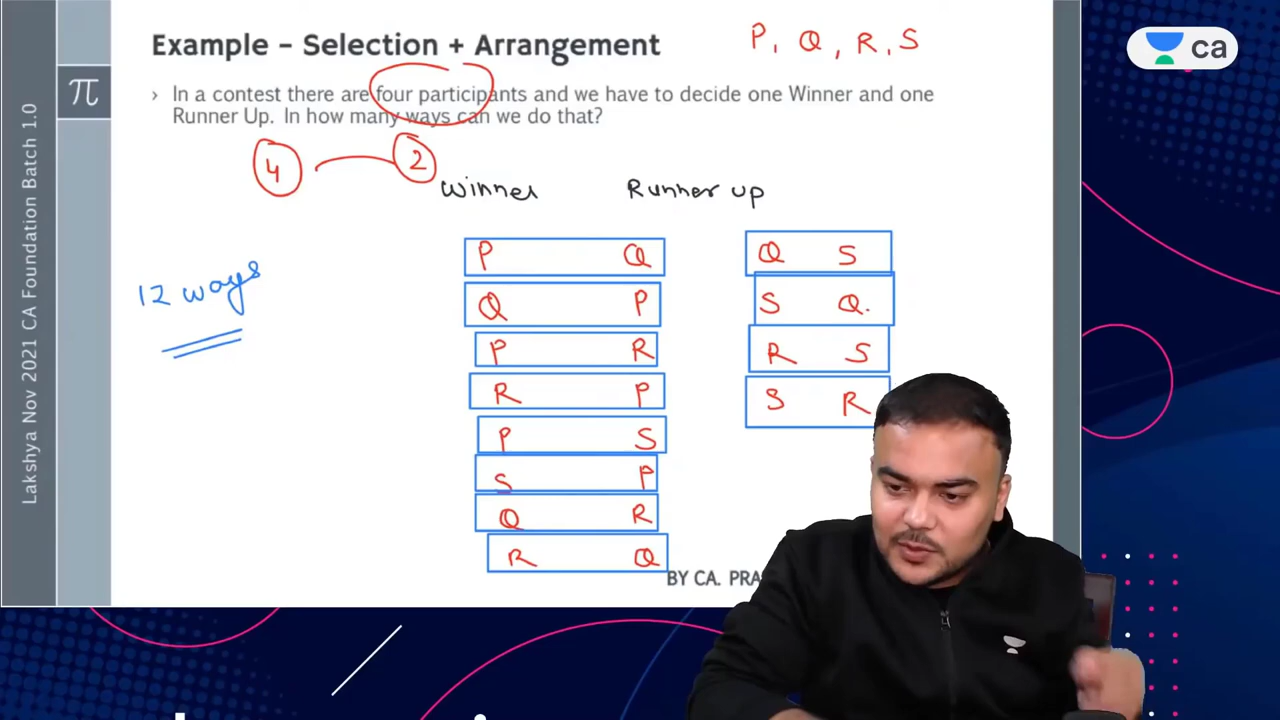 Example – Selection + Arrangement
P, Q, R, S
ca
› In a contest there are four participants and we have to decide one Winner and one
Runner Up. In how many ways can we do that?
π
Lakshya Nov 2021 CA Foundation Batch 1.0
4 2
Winner Runner up
12 ways
P Q
Q P
P R
R P
P S
S P
Q R
R Q
Q S
S Q.
R S
S R
BY CA.